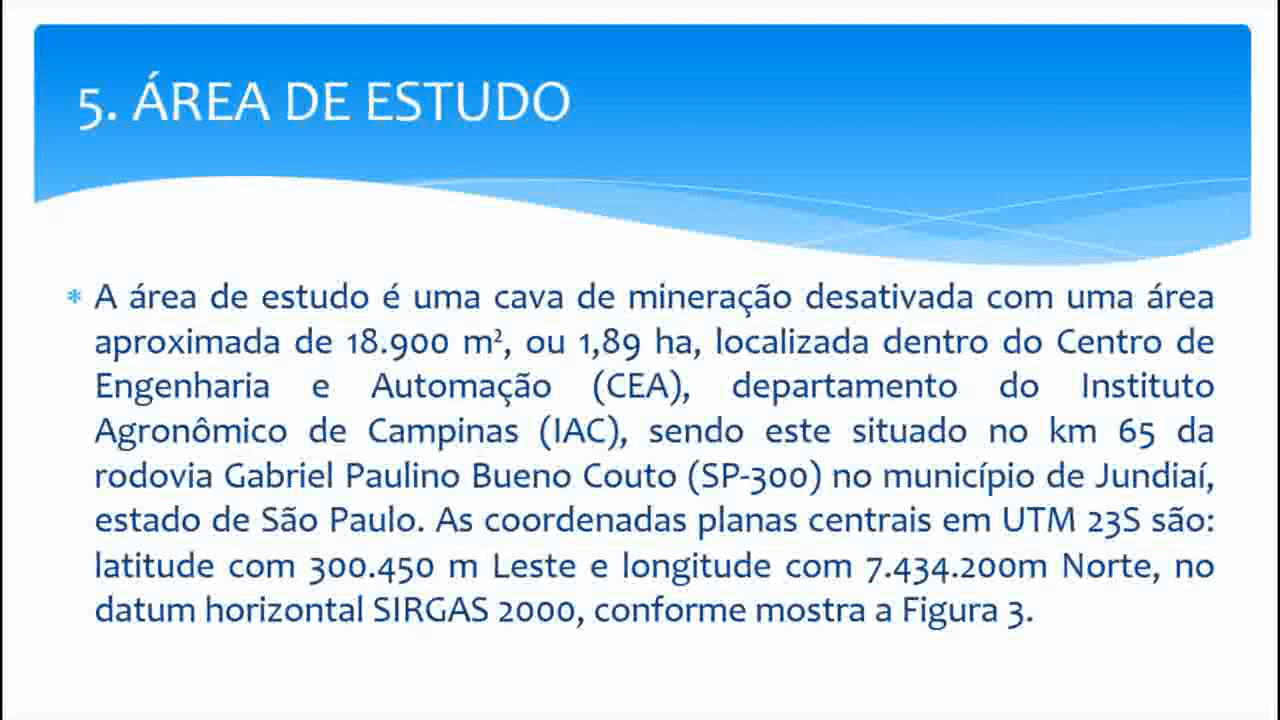 5. ÁREA DE ESTUDO
* A área de estudo é uma cava de mineração desativada com uma área
aproximada de 18.900 m², ou 1,89 ha, localizada dentro do Centro de
Engenharia e Automação (CEA), departamento do Instituto
Agronômico de Campinas (IAC), sendo este situado no km 65 da
rodovia Gabriel Paulino Bueno Couto (SP-300) no município de Jundiaí,
estado de São Paulo. As coordenadas planas centrais em UTM 23S são:
latitude com 300.450 m Leste e longitude com 7.434.200m Norte, no
datum horizontal SIRGAS 2000, conforme mostra a Figura 3.